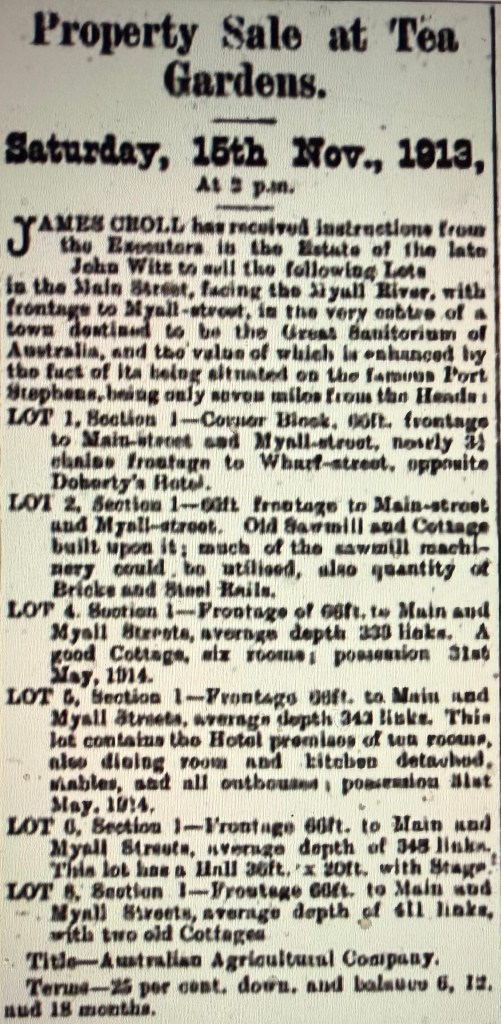 Property Sale at Tea
Gardens.
Saturday, 15th Nov., 1913,
At 2 p.m.
JAMES CROLL has received instructions from
the Executors in the Estate of the late
John Witt to sell the following Lots
in the Main Street, facing the Myall River, with
frontage to Myall-street, in the very centre of a
town destined to be the Great Sanitorium of
Australia, and the value of which is enhanced by
the fact of its being situated on the famous Port
Stephens, being only seven miles from the Heads:
LOT 1, Section 1—Corner Block, 66ft. frontage
to Main-street and Myall-street, nearly 3½
chains frontage to Wharf-street, opposite
Doherty's Hotel.
LOT 2, Section 1—66ft frontage to Main-street
and Myall-street. Old Sawmill and Cottage
built upon it; much of the sawmill machi-
nery could be utilised, also quantity of
Bricks and Steel Rails.
LOT 4. Section 1—Frontage of 66ft. to Main and
Myall Streets, average depth 333 links. A
good Cottage, six rooms; possession 31st
May, 1914.
LOT 5, Section 1—Frontage 66ft. to Main and
Myall Streets, average depth 343 links. This
lot contains the Hotel premises of ten rooms,
also dining room and kitchen detached,
stables, and all outhouses; possession 31st
May, 1914.
LOT 6, Section 1—Frontage 66ft. to Main and
Myall Streets, average depth of 348 links.
This lot has a Hall 36ft. x 20ft. with Stage.
LOT 8, Section 1—Frontage 66ft. to Main and
Myall Streets, average depth of 411 links,
with two old Cottages
Title—Australian Agricultural Company.
Terms—25 per cent. down, and balance 6, 12,
and 18 months.